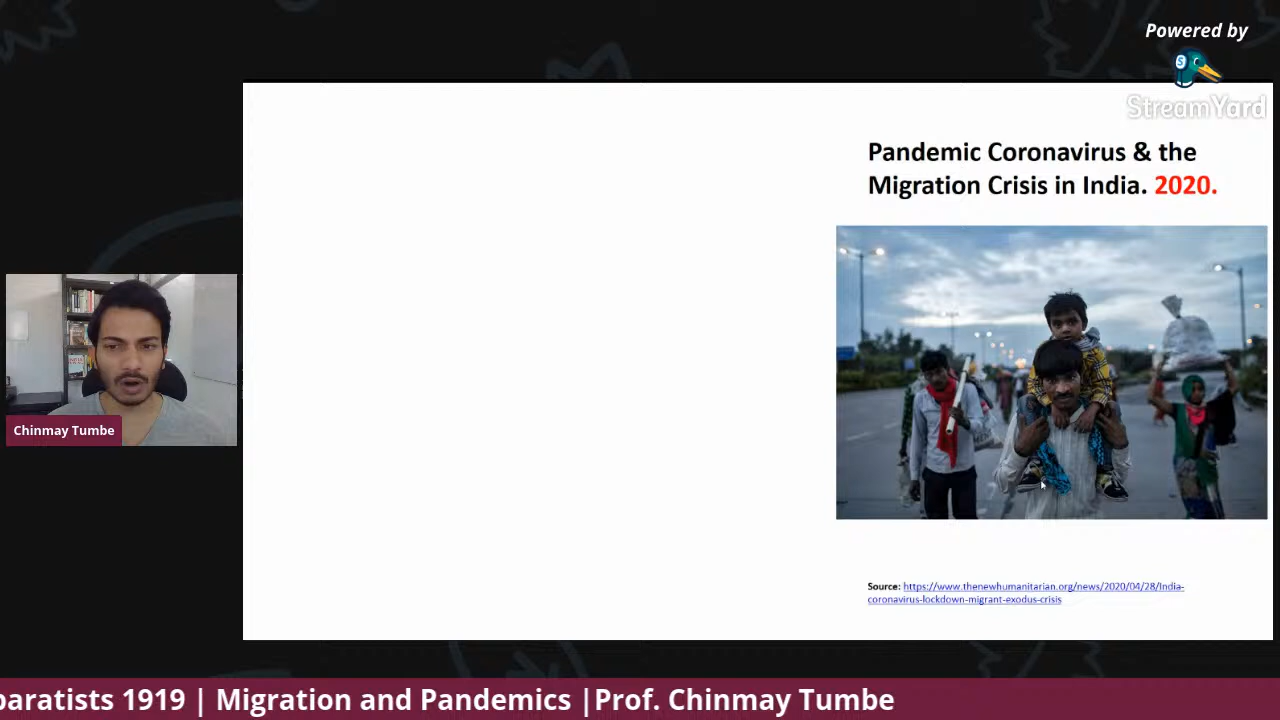 Powered by
StreamYard
Pandemic Coronavirus & the
Migration Crisis in India. 2020.
Chinmay Tumbe
Source: https://www.thenewhumanitarian.org/news/2020/04/28/India-
coronavirus-lockdown-migrant-exodus-crisis
paratists 1919 | Migration and Pandemics |Prof. Chinmay Tumbe